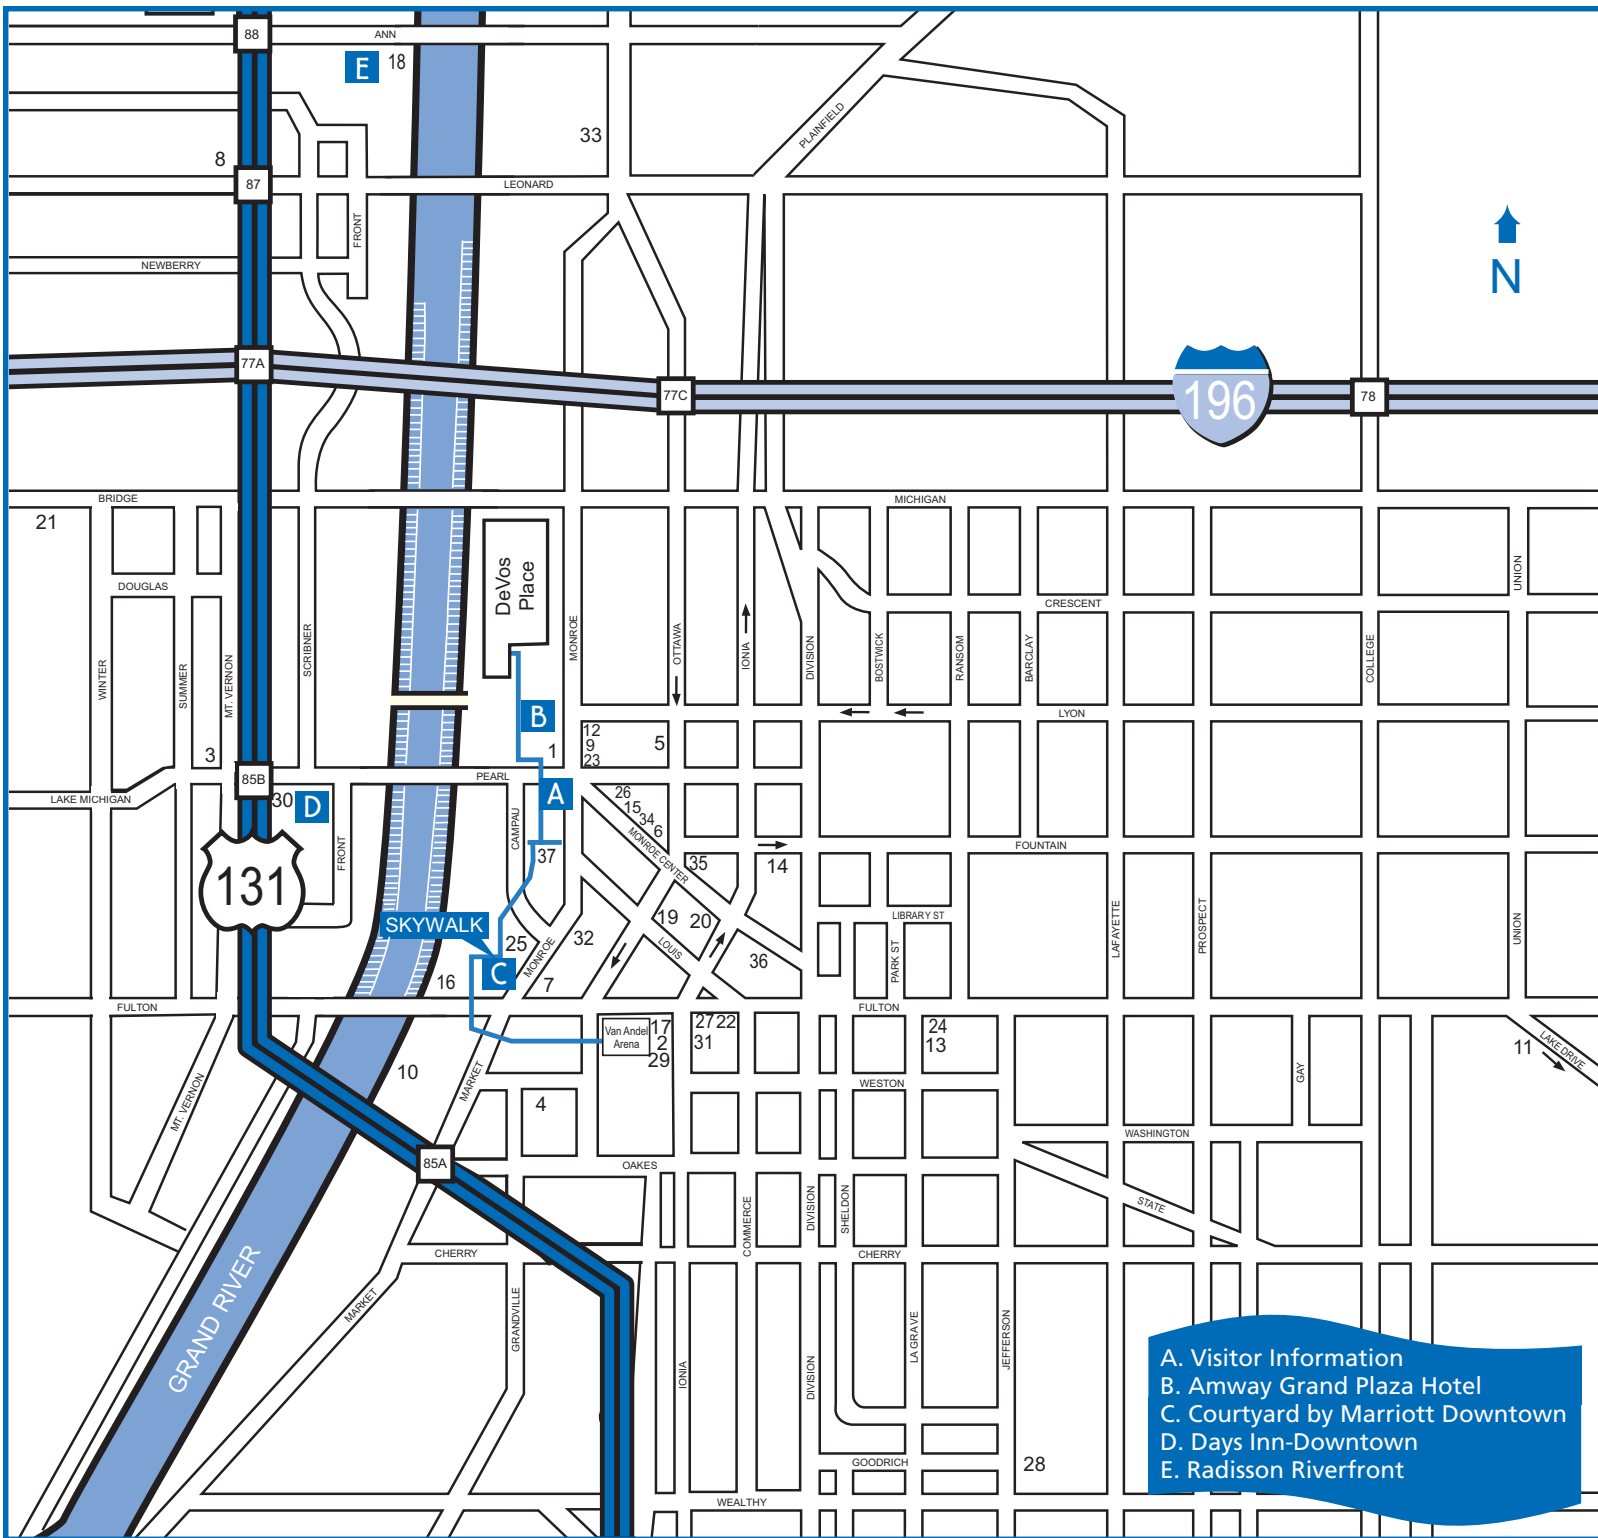 88
ANN
E
18
33
PLAINFIELD
8
87
LEONARD
FRONT
NEWBERRY
N
77A
77C
196
78
BRIDGE
MICHIGAN
21
DeVos
Place
DOUGLAS
CRESCENT
UNION
WINTER
SUMMER
MT. VERNON
SCRIBNER
MONROE
OTTAWA
IONIA
DIVISION
BOSTWICK
RANSOM
BARCLAY
COLLEGE
B
LYON
12
9
23
5
1
3
85B
PEARL
LAKE MICHIGAN
30
D
A
26
15
34
6
MONROE CENTER
CAMPAU
FRONT
37
35
14
FOUNTAIN
131
SKYWALK
19
20
LIBRARY ST
LAFAYETTE
PROSPECT
UNION
25
32
LOUIS
MONROE
36
PARK ST
C
16
7
FULTON
FULTON
Van Andel
Arena
17
2
29
27
22
31
24
13
11
LAKE DRIVE
10
MARKET
WESTON
GAY
MT. VERNON
4
WASHINGTON
85A
OAKES
STATE
COMMERCE
DIVISION
SHELDON
CHERRY
CHERRY
GRAND RIVER
MARKET
GRANDVILLE
IONIA
DIVISION
LA GRAVE
JEFFERSON
A. Visitor Information
B. Amway Grand Plaza Hotel
C. Courtyard by Marriott Downtown
D. Days Inn-Downtown
E. Radisson Riverfront
GOODRICH
28
WEALTHY